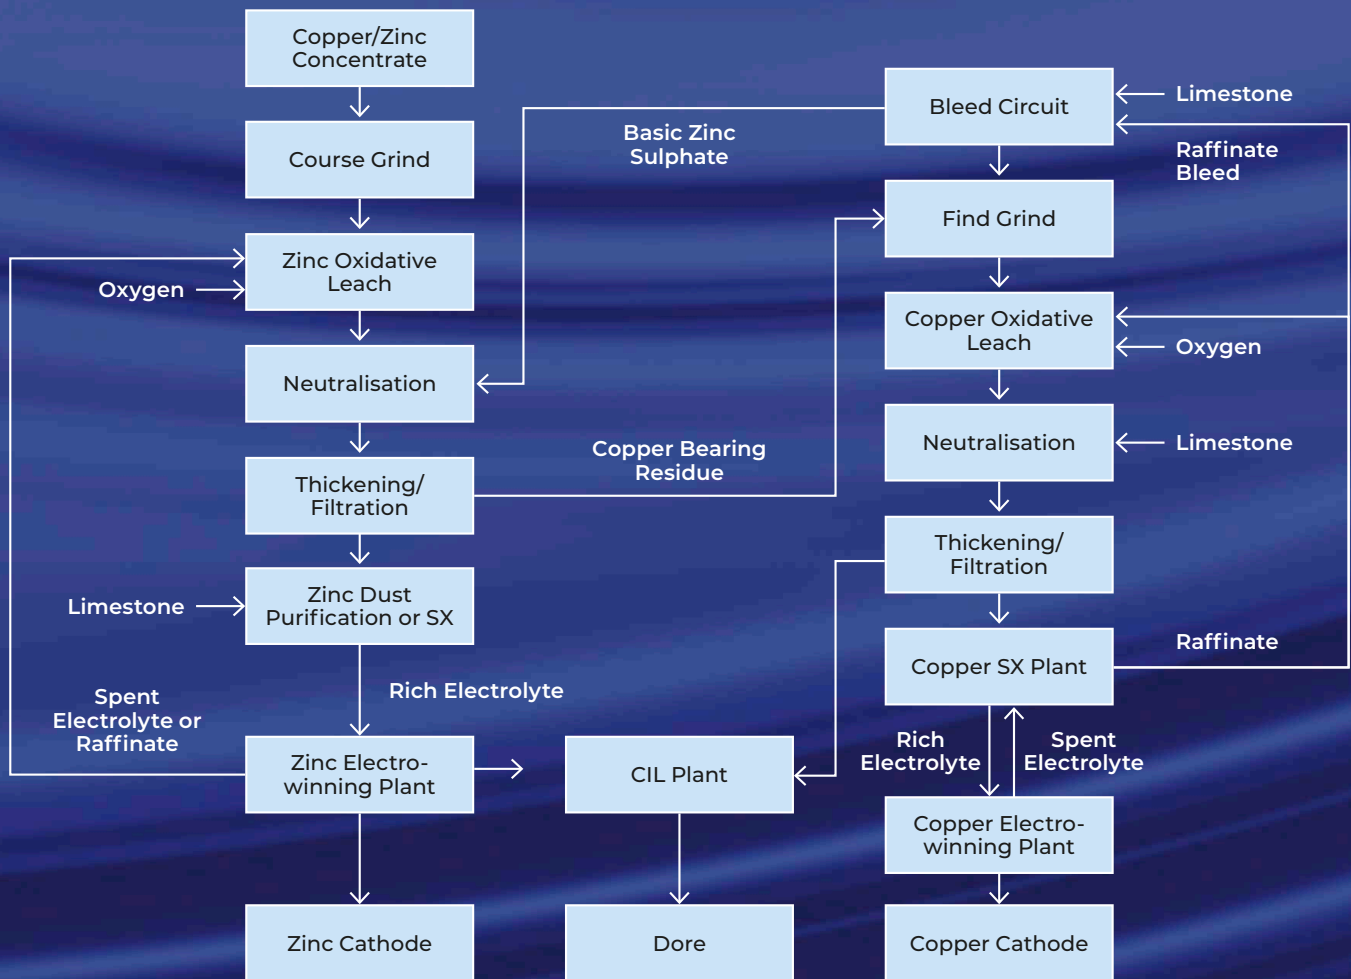 Copper/Zinc
Concentrate
Course Grind
Zinc Oxidative
Leach
Oxygen
Neutralisation
Thickening/
Filtration
Limestone
Zinc Dust
Purification or SX
Rich Electrolyte
Spent
Electrolyte or
Raffinate
Zinc Electro-
winning Plant
Zinc Cathode
Basic Zinc
Sulphate
Copper Bearing
Residue
CIL Plant
Dore
Bleed Circuit
Limestone
Raffinate
Bleed
Find Grind
Copper Oxidative
Leach
Oxygen
Neutralisation
Limestone
Thickening/
Filtration
Copper SX Plant
Raffinate
Rich
Electrolyte
Spent
Electrolyte
Copper Electro-
winning Plant
Copper Cathode